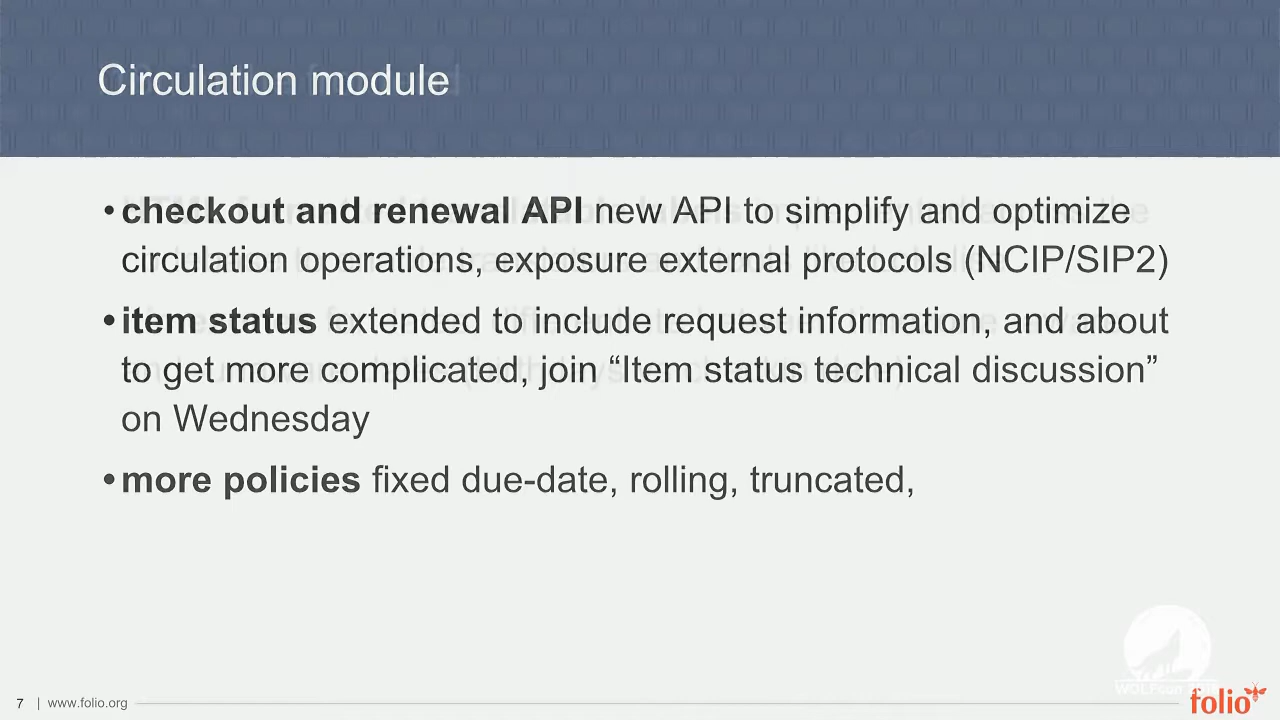 Circulation module
• checkout and renewal API new API to simplify and optimize
circulation operations, exposure external protocols (NCIP/SIP2)
• item status extended to include request information, and about
to get more complicated, join “Item status technical discussion”
on Wednesday
• more policies fixed due-date, rolling, truncated,
7 | www.folio.org
folio